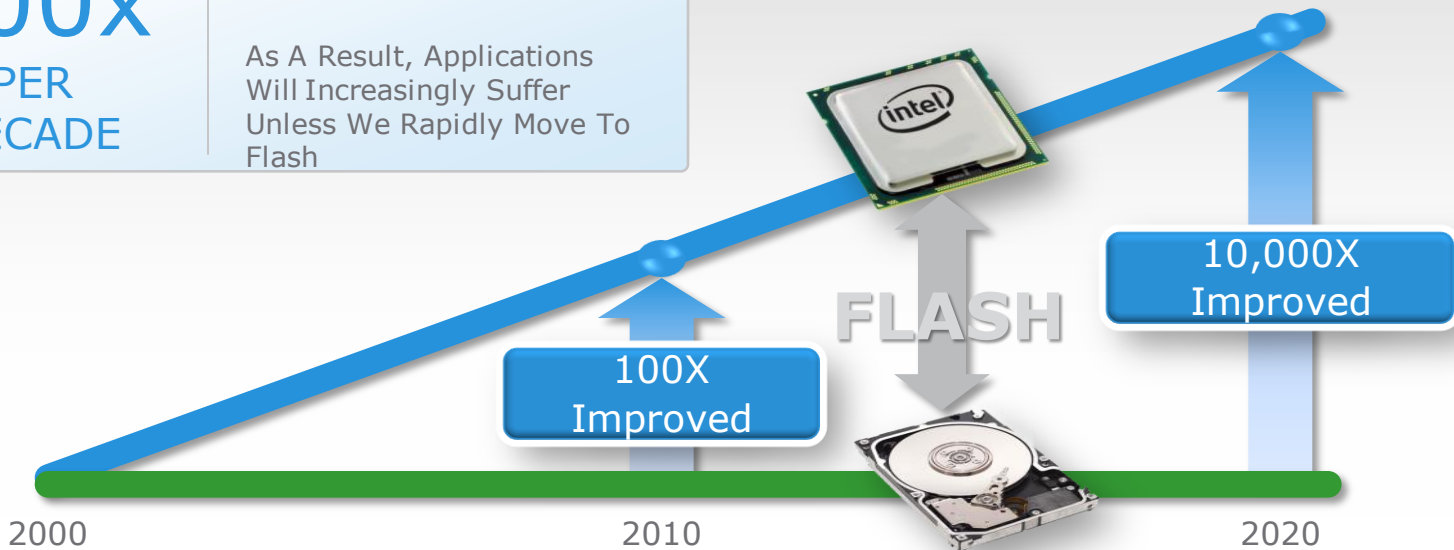 00x
PER
ECADE
As A Result, Applications
Will Increasingly Suffer
Unless We Rapidly Move To
Flash
intel
10,000X
Improved
FLASH
100X
Improved
2000
2010
2020